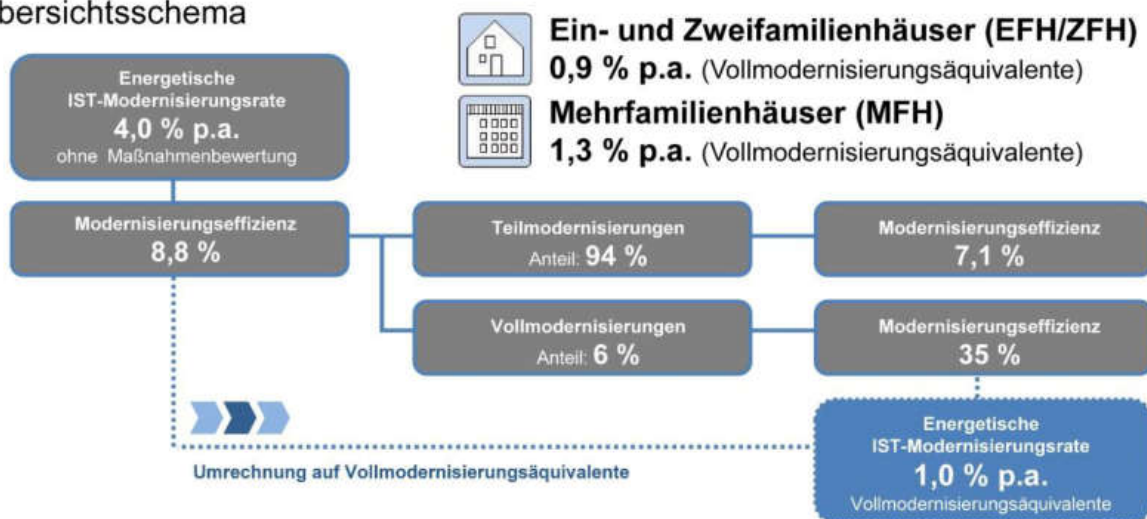 bersichtsschema
Ein- und Zweifamilienhäuser (EFH/ZFH)
0,9 % p.a. (Vollmodernisierungsäquivalente)
Mehrfamilienhäuser (MFH)
1,3 % p.a. (Vollmodernisierungsäquivalente)
Energetische
IST-Modernisierungsrate
4,0 % p.a.
ohne Maßnahmenbewertung
Modernisierungseffizienz
8,8 %
Teilmodernisierungen
Anteil: 94 %
Modernisierungseffizienz
7,1 %
Vollmodernisierungen
Anteil: 6 %
Modernisierungseffizienz
35 %
Umrechnung auf Vollmodernisierungsäquivalente
Energetische
IST-Modernisierungsrate
1,0 % p.a.
Vollmodernisierungsäquivalente